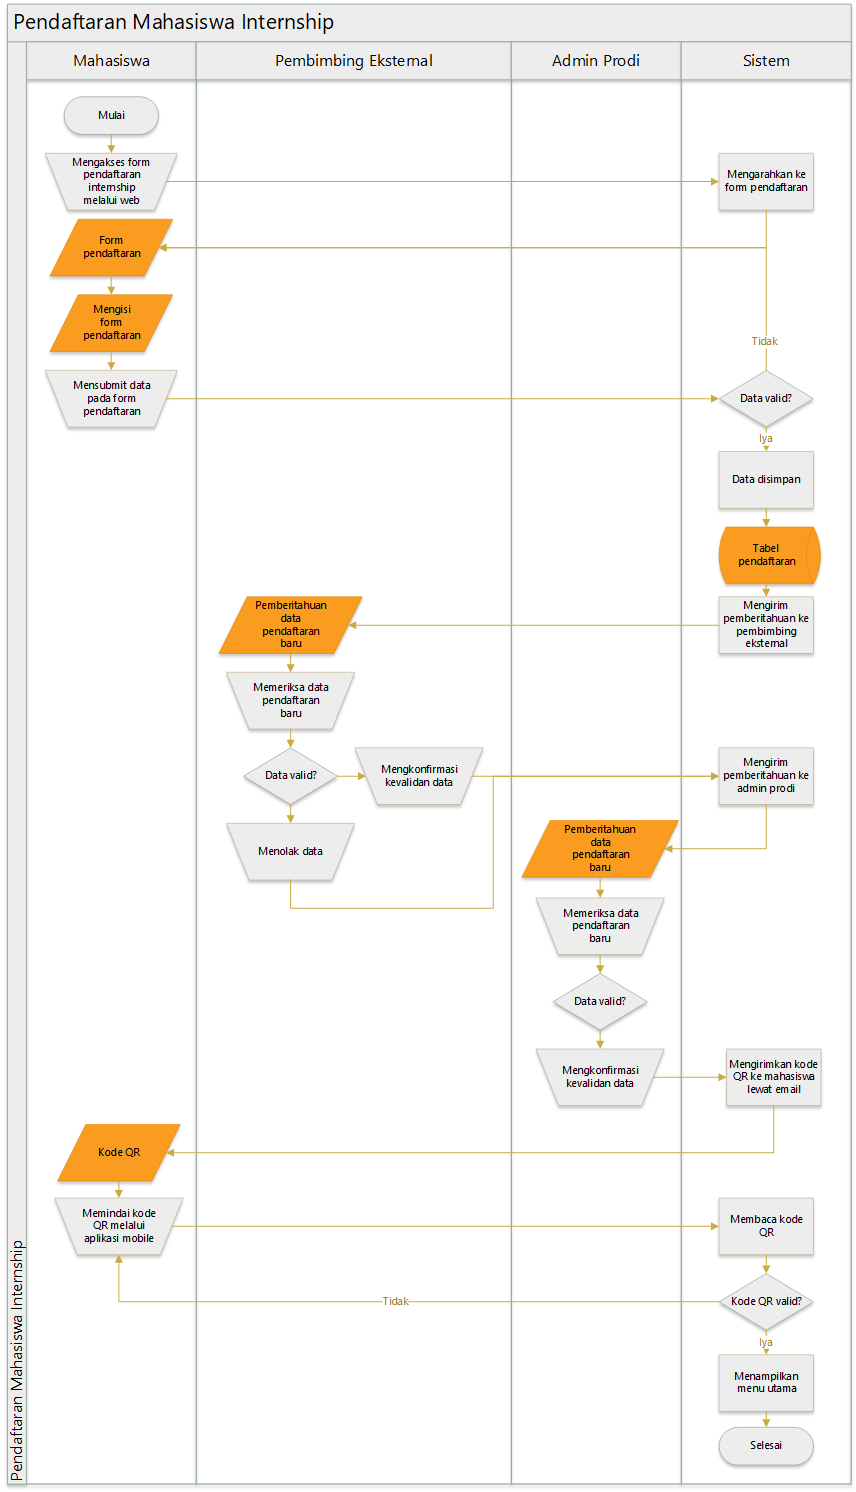 Pendaftaran Mahasiswa Internship
Mahasiswa
Pembimbing Eksternal
Admin Prodi
Sistem
Mulai
Mengakses form
pendaftaran
internship
melalui web
Mengarahkan ke
form pendaftaran
Form
pendaftaran
Mengisi
form
pendaftaran
Tidak
Mensubmit data
pada form
pendaftaran
Data valid?
Iya
Data disimpan
Tabel
pendaftaran
Mengirim
pemberitahuan ke
pembimbing
eksternal
Pemberitahuan
data
pendaftaran
baru
Memeriksa data
pendaftaran
baru
Data valid?
Mengkonfirmasi
kevalidan data
Mengirim
pemberitahuan ke
admin prodi
Menolak data
Pemberitahuan
data
pendaftaran
baru
Memeriksa data
pendaftaran
baru
Data valid?
Mengkonfirmasi
kevalidan data
Mengirimkan kode
QR ke mahasiswa
lewat email
Kode QR
Memindai kode
QR melalui
aplikasi mobile
Membaca kode
QR
Kode QR valid?
Tidak
Iya
Menampilkan
menu utama
Selesai
Pendaftaran Mahasiswa Internship